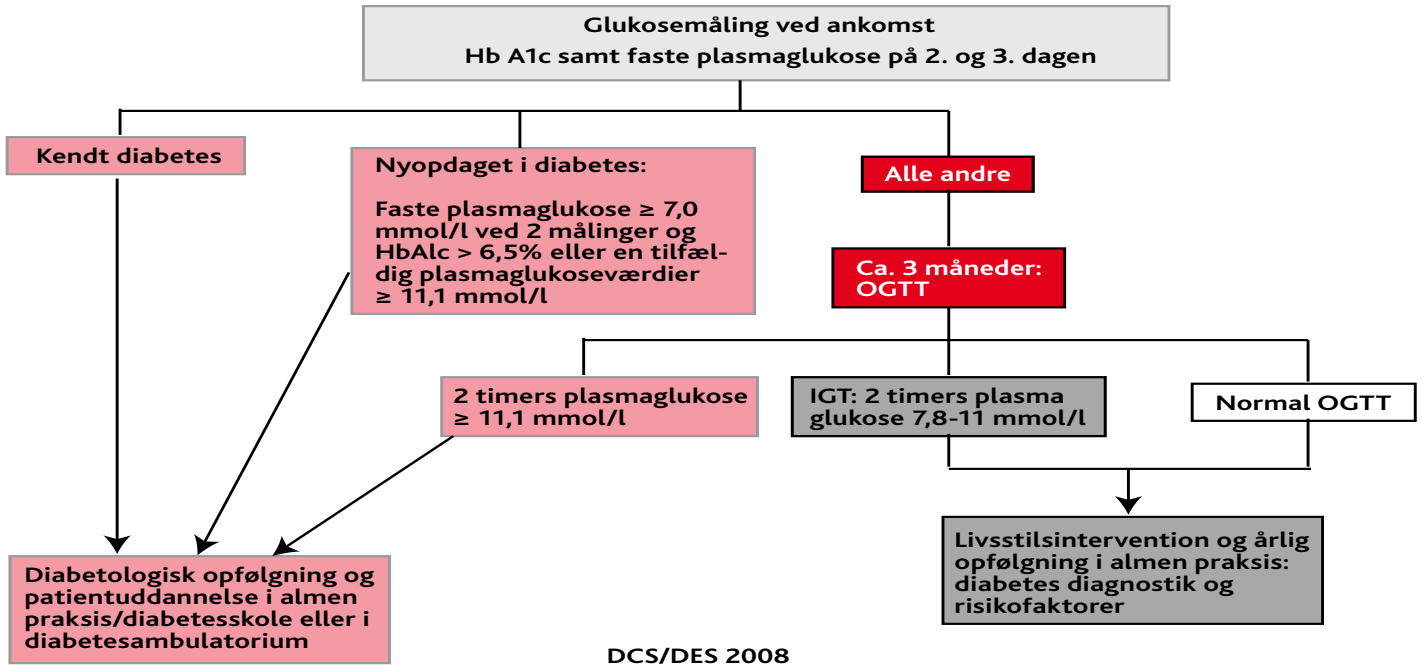 Glukosemåling ved ankomst
Hb A1c samt faste plasmaglukose på 2. og 3. dagen
Kendt diabetes
Nyopdaget i diabetes:
Faste plasmaglukose ≥ 7,0
mmol/l ved 2 målinger og
HbAlc > 6,5% eller en tilfæl-
dig plasmaglukoseværdier
≥ 11,1 mmol/l
Alle andre
Ca. 3 måneder:
OGTT
2 timers plasmaglukose
≥ 11,1 mmol/l
IGT: 2 timers plasma
glukose 7,8-11 mmol/l
Normal OGTT
Diabetologisk opfølgning og
patientuddannelse i almen
praksis/diabetesskole eller i
diabetesambulatorium
Livsstilsintervention og årlig
opfølgning i almen praksis:
diabetes diagnostik og
risikofaktorer
DCS/DES 2008